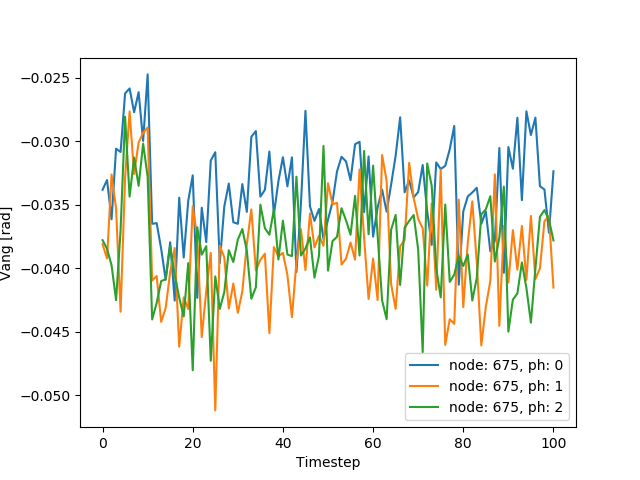 −0.025
−0.030
−0.035
−0.040
−0.045
−0.050
Vang [rad]
0
20
40
60
80
100
Timestep
node: 675, ph: 0
node: 675, ph: 1
node: 675, ph: 2